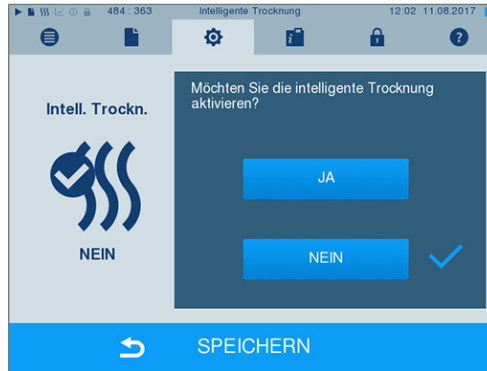 484 : 363 Intelligente Trocknung 12:02 11.08.2017
Intell. Trockn.
NEIN
Möchten Sie die intelligente Trocknung
aktivieren?
JA
NEIN
SPEICHERN